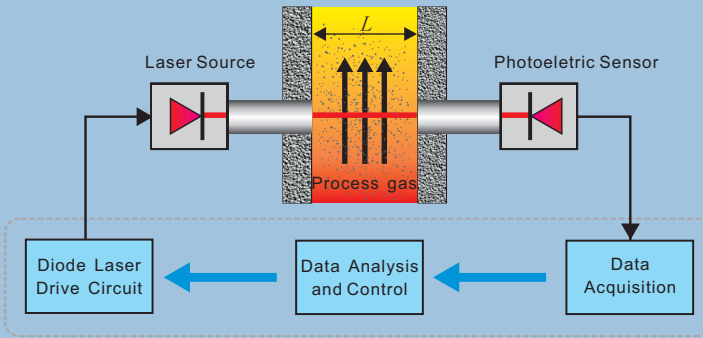 L
Laser Source
Photoeletric Sensor
Process gas
Diode Laser
Drive Circuit
Data Analysis
and Control
Data
Acquisition